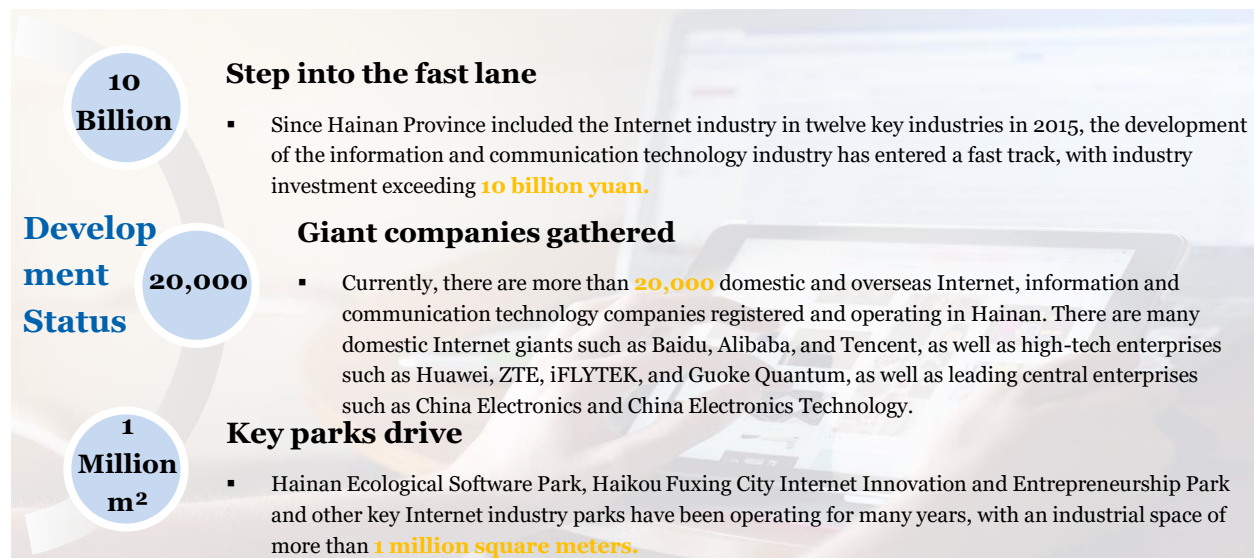 10
Billion
Step into the fast lane
▪ Since Hainan Province included the Internet industry in twelve key industries in 2015, the development
of the information and communication technology industry has entered a fast track, with industry
investment exceeding 10 billion yuan.
Develop
ment
Status
20,000
Giant companies gathered
▪ Currently, there are more than 20,000 domestic and overseas Internet, information and
communication technology companies registered and operating in Hainan. There are many
domestic Internet giants such as Baidu, Alibaba, and Tencent, as well as high-tech enterprises
such as Huawei, ZTE, iFLYTEK, and Guoke Quantum, as well as leading central enterprises
such as China Electronics and China Electronics Technology.
1
Million
m²
Key parks drive
▪ Hainan Ecological Software Park, Haikou Fuxing City Internet Innovation and Entrepreneurship Park
and other key Internet industry parks have been operating for many years, with an industrial space of
more than 1 million square meters.